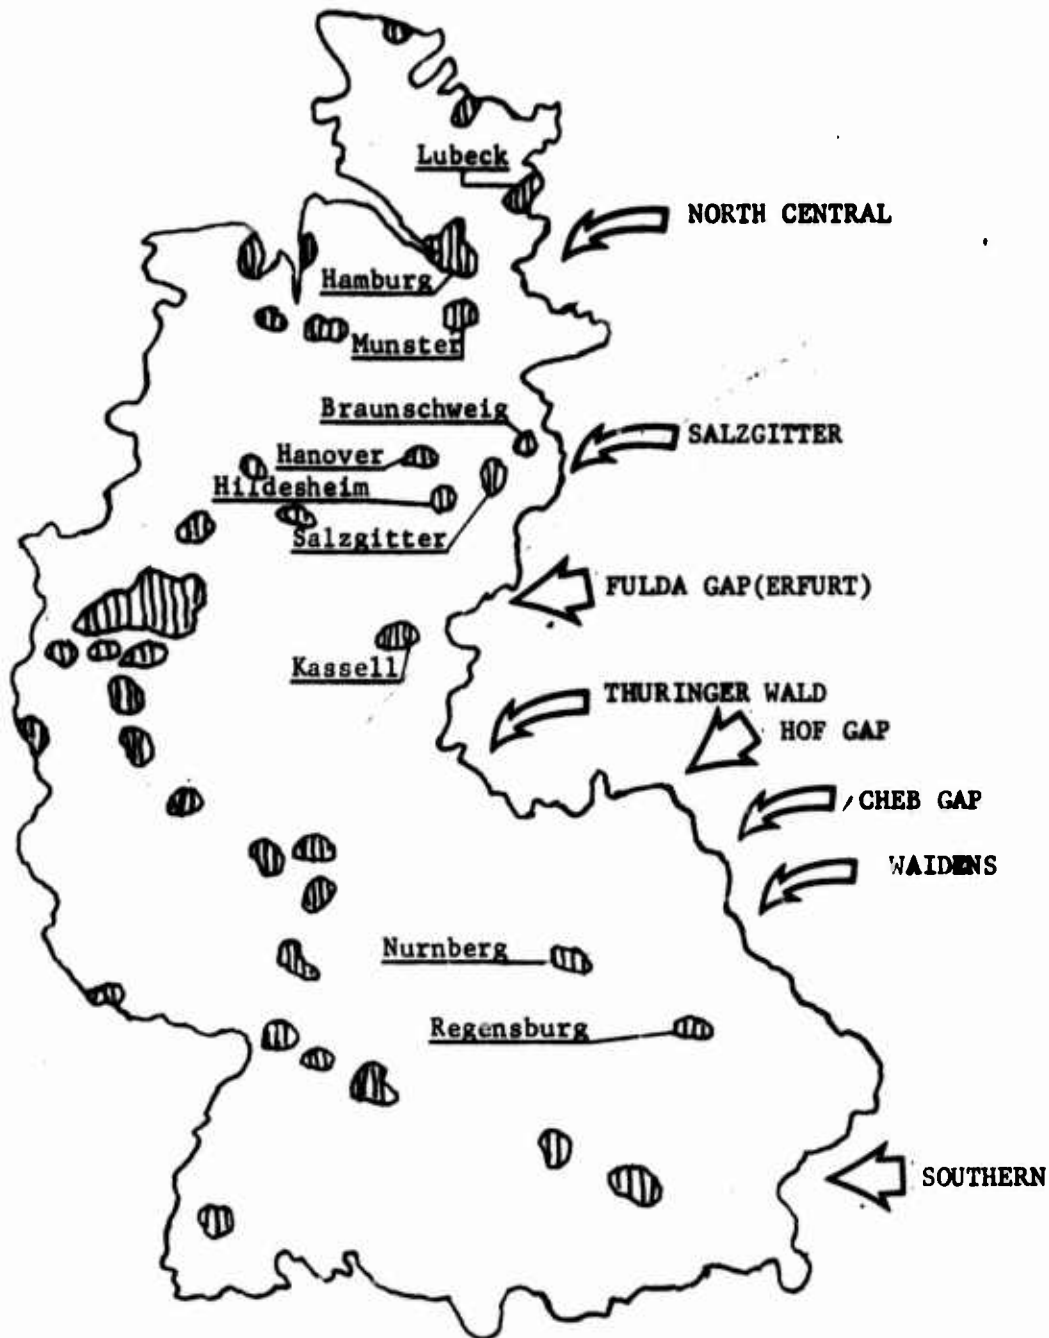 Lubeck
NORTH CENTRAL
Hamburg
Munster
Braunschweig
SALZGITTER
Hanover
Hildesheim
Salzgitter
FULDA GAP(ERFURT)
Kassell
THURINGER WALD
HOF GAP
CHEB GAP
WAIDENS
Nurnberg
Regensburg
SOUTHERN